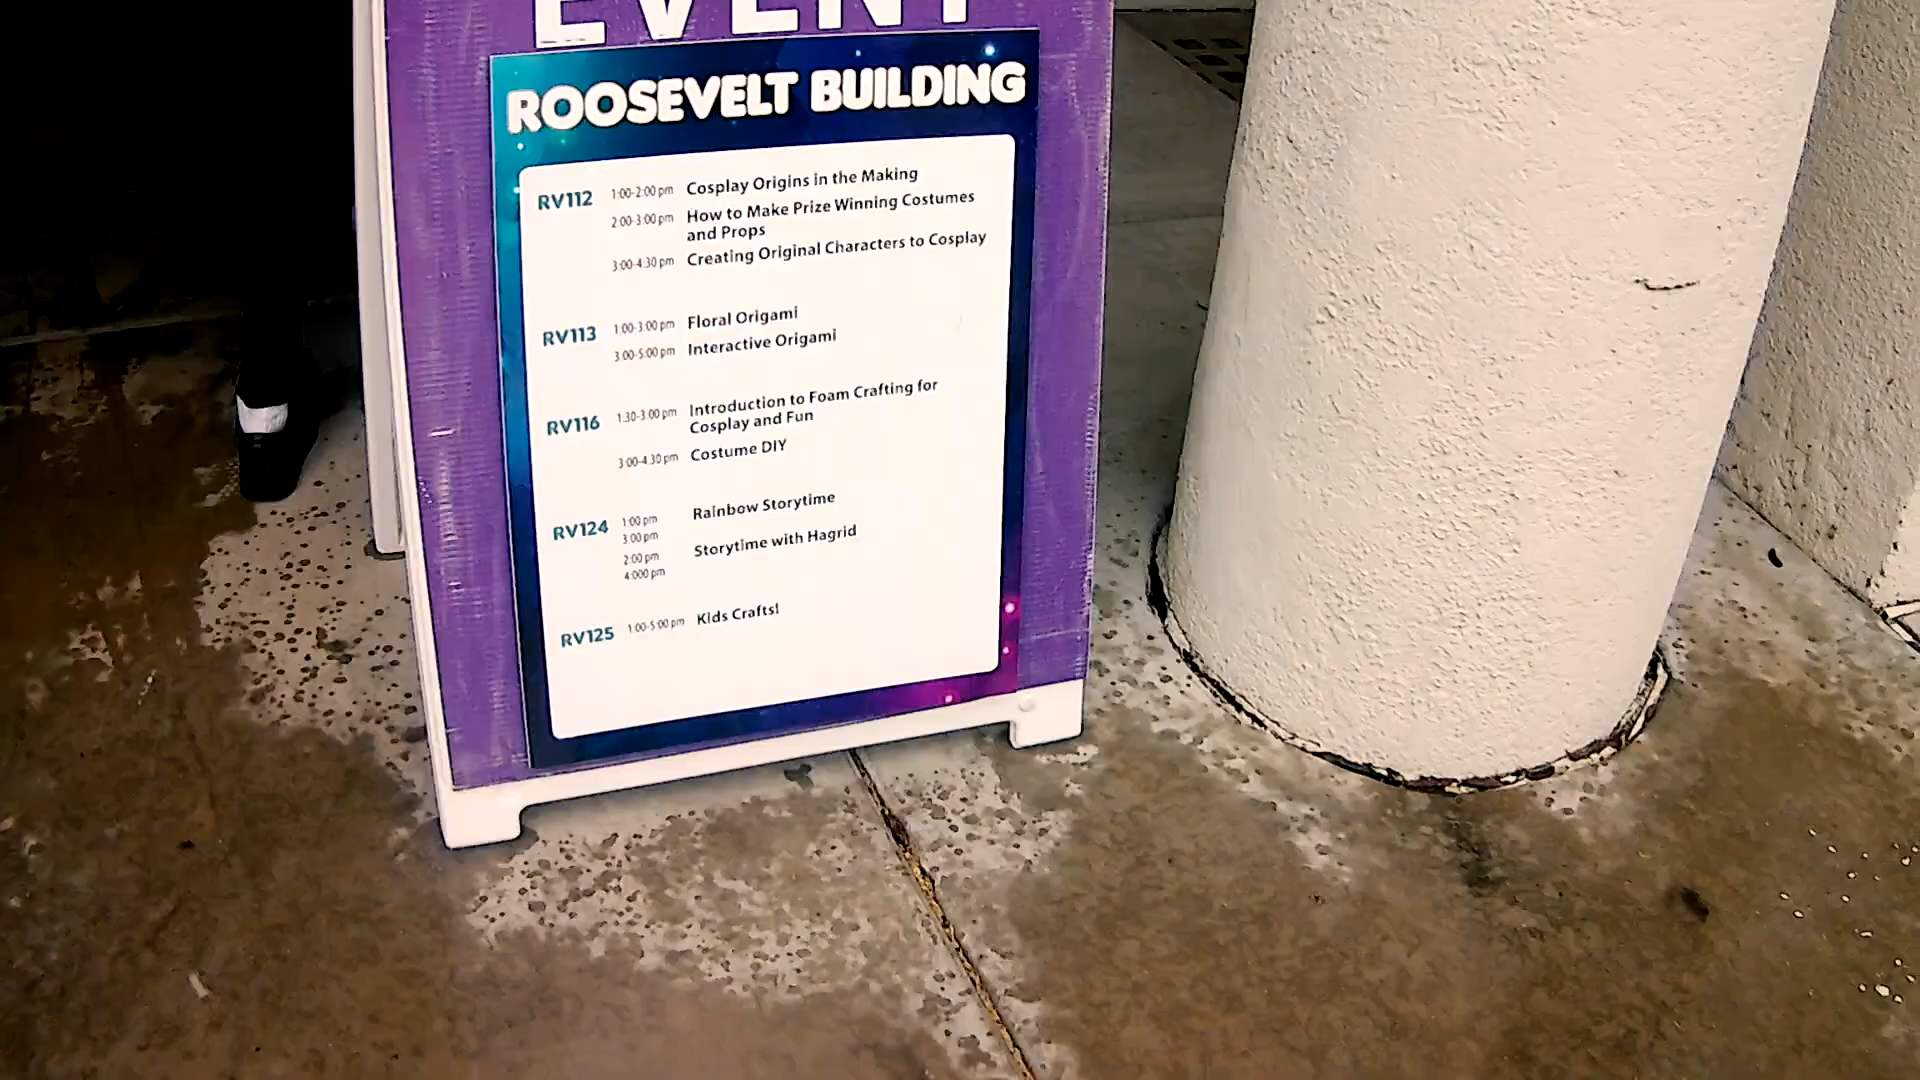 EVENT
ROOSEVELT BUILDING
RV112 1:00-2:00 pm Cosplay Origins in the Making
2:00-3:00 pm How to Make Prize Winning Costumes
and Props
3:00-4:30 pm Creating Original Characters to Cosplay
RV113 1:00-3:00 pm Floral Origami
3:00-5:00 pm Interactive Origami
RV116 1:30-3:00 pm Introduction to Foam Crafting for
Cosplay and Fun
3:00-4:30 pm Costume DIY
RV124 1:00 pm Rainbow Storytime
3:00 pm
2:00 pm Storytime with Hagrid
4:000 pm
RV125 1:00-5:00 pm Kids Crafts!